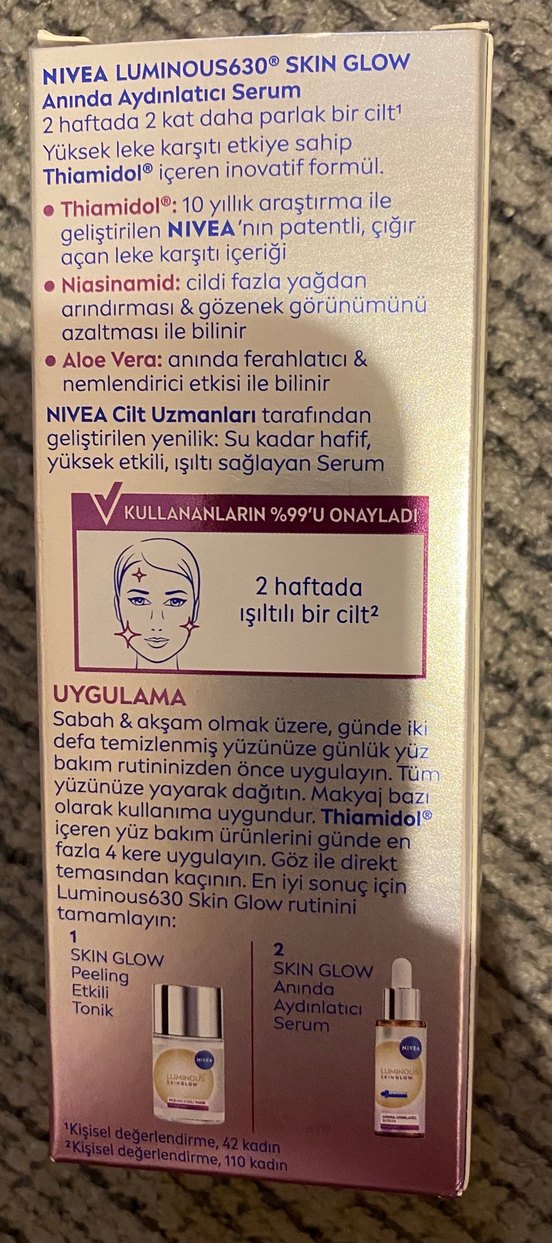 NIVEA LUMINOUS630® SKIN GLOW
Anında Aydınlatıcı Serum
2 haftada 2 kat daha parlak bir cilt¹
Yüksek leke karşıtı etkiye sahip
Thiamidol® içeren inovatif formül.
• Thiamidol®: 10 yıllık araştırma ile
geliştirilen NIVEA'nın patentli, çığır
açan leke karşıtı içeriği
• Niasinamid: cildi fazla yağdan
arındırması & gözenek görünümünü
azaltması ile bilinir
• Aloe Vera: anında ferahlatıcı &
nemlendirici etkisi ile bilinir
NIVEA Cilt Uzmanları tarafından
geliştirilen yenilik: Su kadar hafif,
yüksek etkili, ışıltı sağlayan Serum
KULLANANLARIN %99'U ONAYLADI
2 haftada
ışıltılı bir cilt²
UYGULAMA
Sabah & akşam olmak üzere, günde iki
defa temizlenmiş yüzünüze günlük yüz
bakım rutininizden önce uygulayın. Tüm
yüzünüze yayarak dağıtın. Makyaj bazı
olarak kullanıma uygundur. Thiamidol®
içeren yüz bakım ürünlerini günde en
fazla 4 kere uygulayın. Göz ile direkt
temasından kaçının. En iyi sonuç için
Luminous630 Skin Glow rutinini
tamamlayın:
1
SKIN GLOW
Peeling
Etkili
Tonik
NIVEA
LUMINOUS
SKIN GLOW
2
SKIN GLOW
Anında
Aydınlatıcı
Serum
NIVEA
LUMINOUS
SKIN GLOW
¹Kişisel değerlendirme, 42 kadın
²Kişisel değerlendirme, 110 kadın